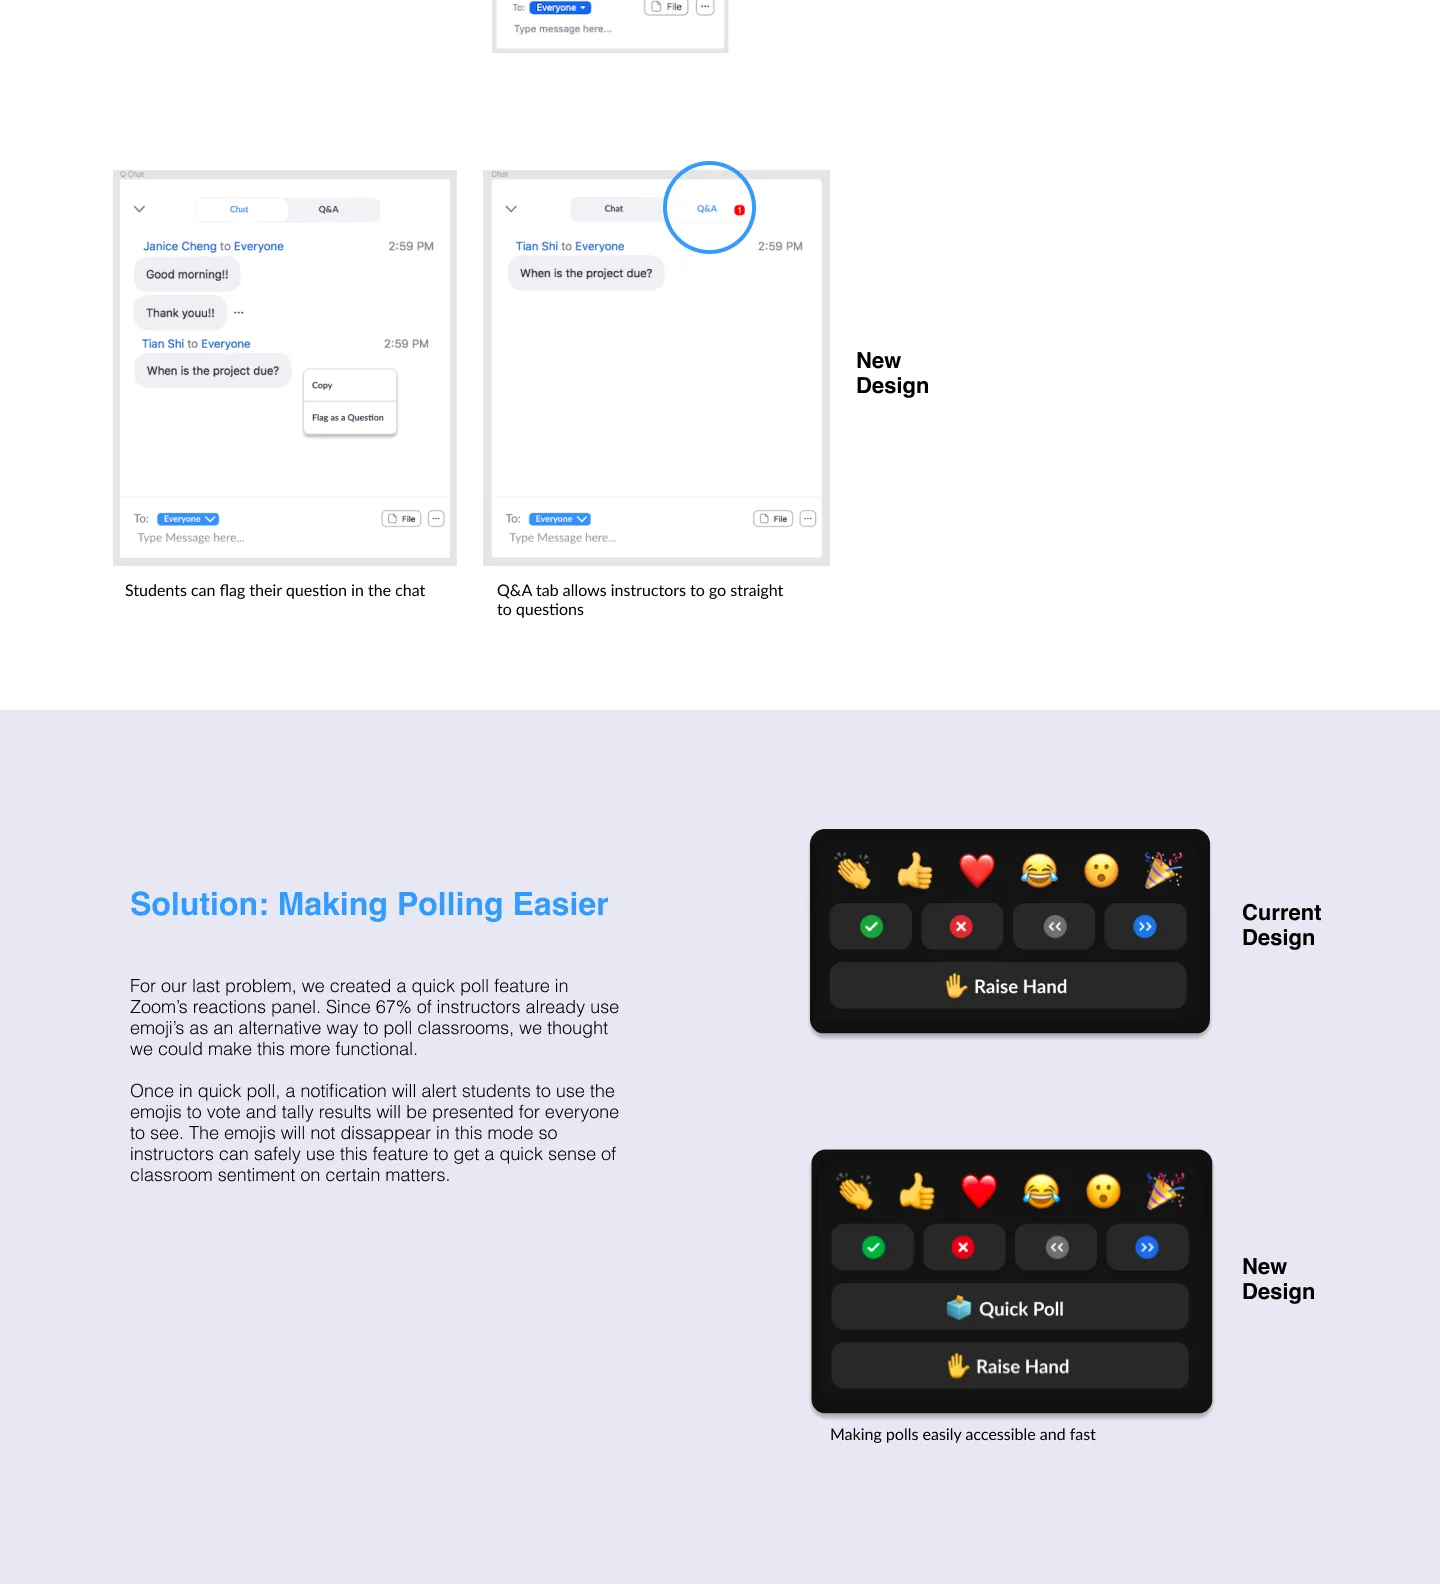 To: Everyone File ...
Type message here...
Q Chat
Chat Q&A
Janice Cheng to Everyone 2:59 PM
Good morning!!
Thank youu!! ...
Tian Shi to Everyone 2:59 PM
When is the project due?
Copy
Flag as a Question
To: Everyone File ...
Type Message here...
Students can flag their question in the chat
Chat
Chat Q&A 1
Tian Shi to Everyone 2:59 PM
When is the project due?
To: Everyone File ...
Type Message here...
Q&A tab allows instructors to go straight
to questions
New
Design
Solution: Making Polling Easier
For our last problem, we created a quick poll feature in
Zoom’s reactions panel. Since 67% of instructors already use
emoji’s as an alternative way to poll classrooms, we thought
we could make this more functional.
Once in quick poll, a notification will alert students to use the
emojis to vote and tally results will be presented for everyone
to see. The emojis will not dissappear in this mode so
instructors can safely use this feature to get a quick sense of
classroom sentiment on certain matters.
Raise Hand
Current
Design
Quick Poll
Raise Hand
New
Design
Making polls easily accessible and fast